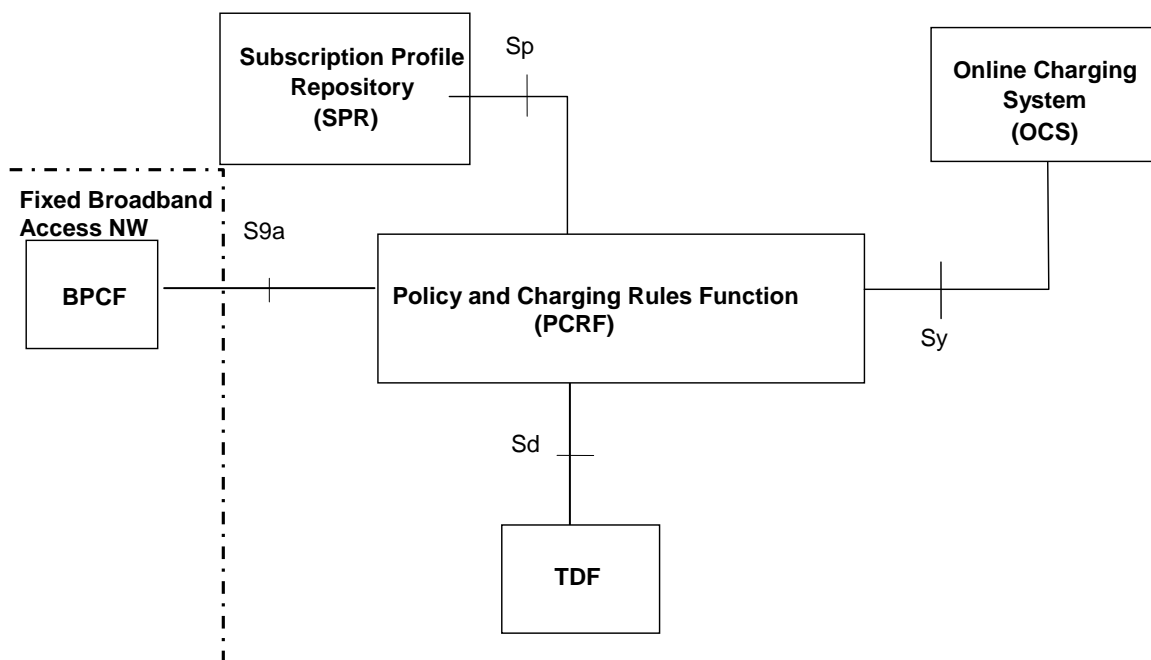 Sp
Subscription Profile
Repository
(SPR)
Online Charging
System
(OCS)
Fixed Broadband
Access NW
S9a
BPCF
Policy and Charging Rules Function
(PCRF)
Sy
Sd
TDF